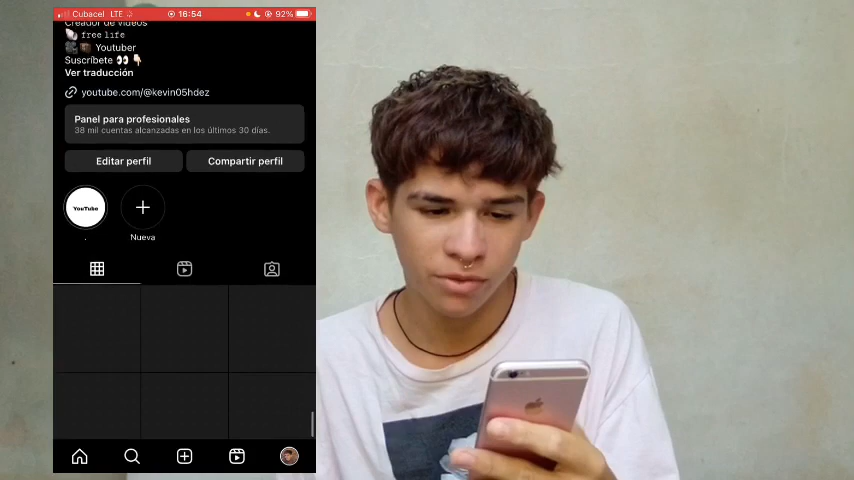 Cubacel LTE 16:54 92%
Creador de videos
free life
Youtuber
Suscríbete
Ver traducción
youtube.com/@kevin05hdez
Panel para profesionales
38 mil cuentas alcanzadas en los últimos 30 días.
Editar perfil Compartir perfil
YouTube
. Nueva